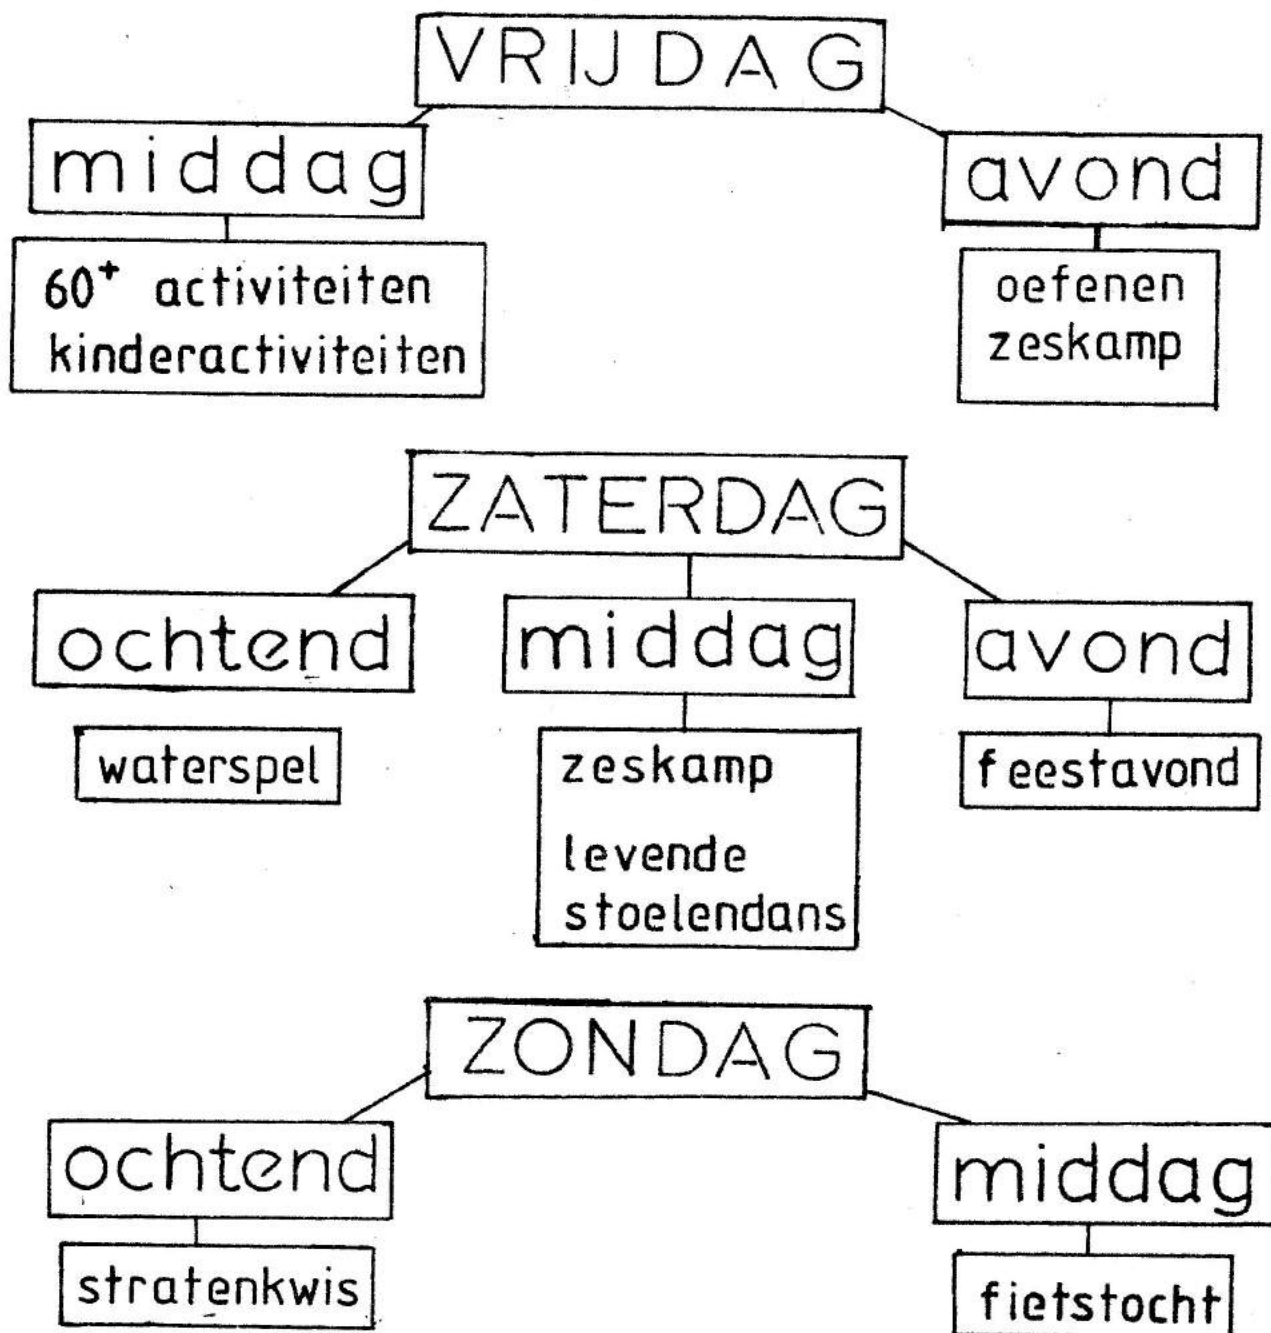 VRIJDAG
middag
avond
60+ activiteiten
kinderactiviteiten
oefenen
zeskamp
ZATERDAG
ochtend
middag
avond
waterspel
zeskamp
levende
stoelendans
feestavond
ZONDAG
ochtend
middag
stratenkwis
fietstocht